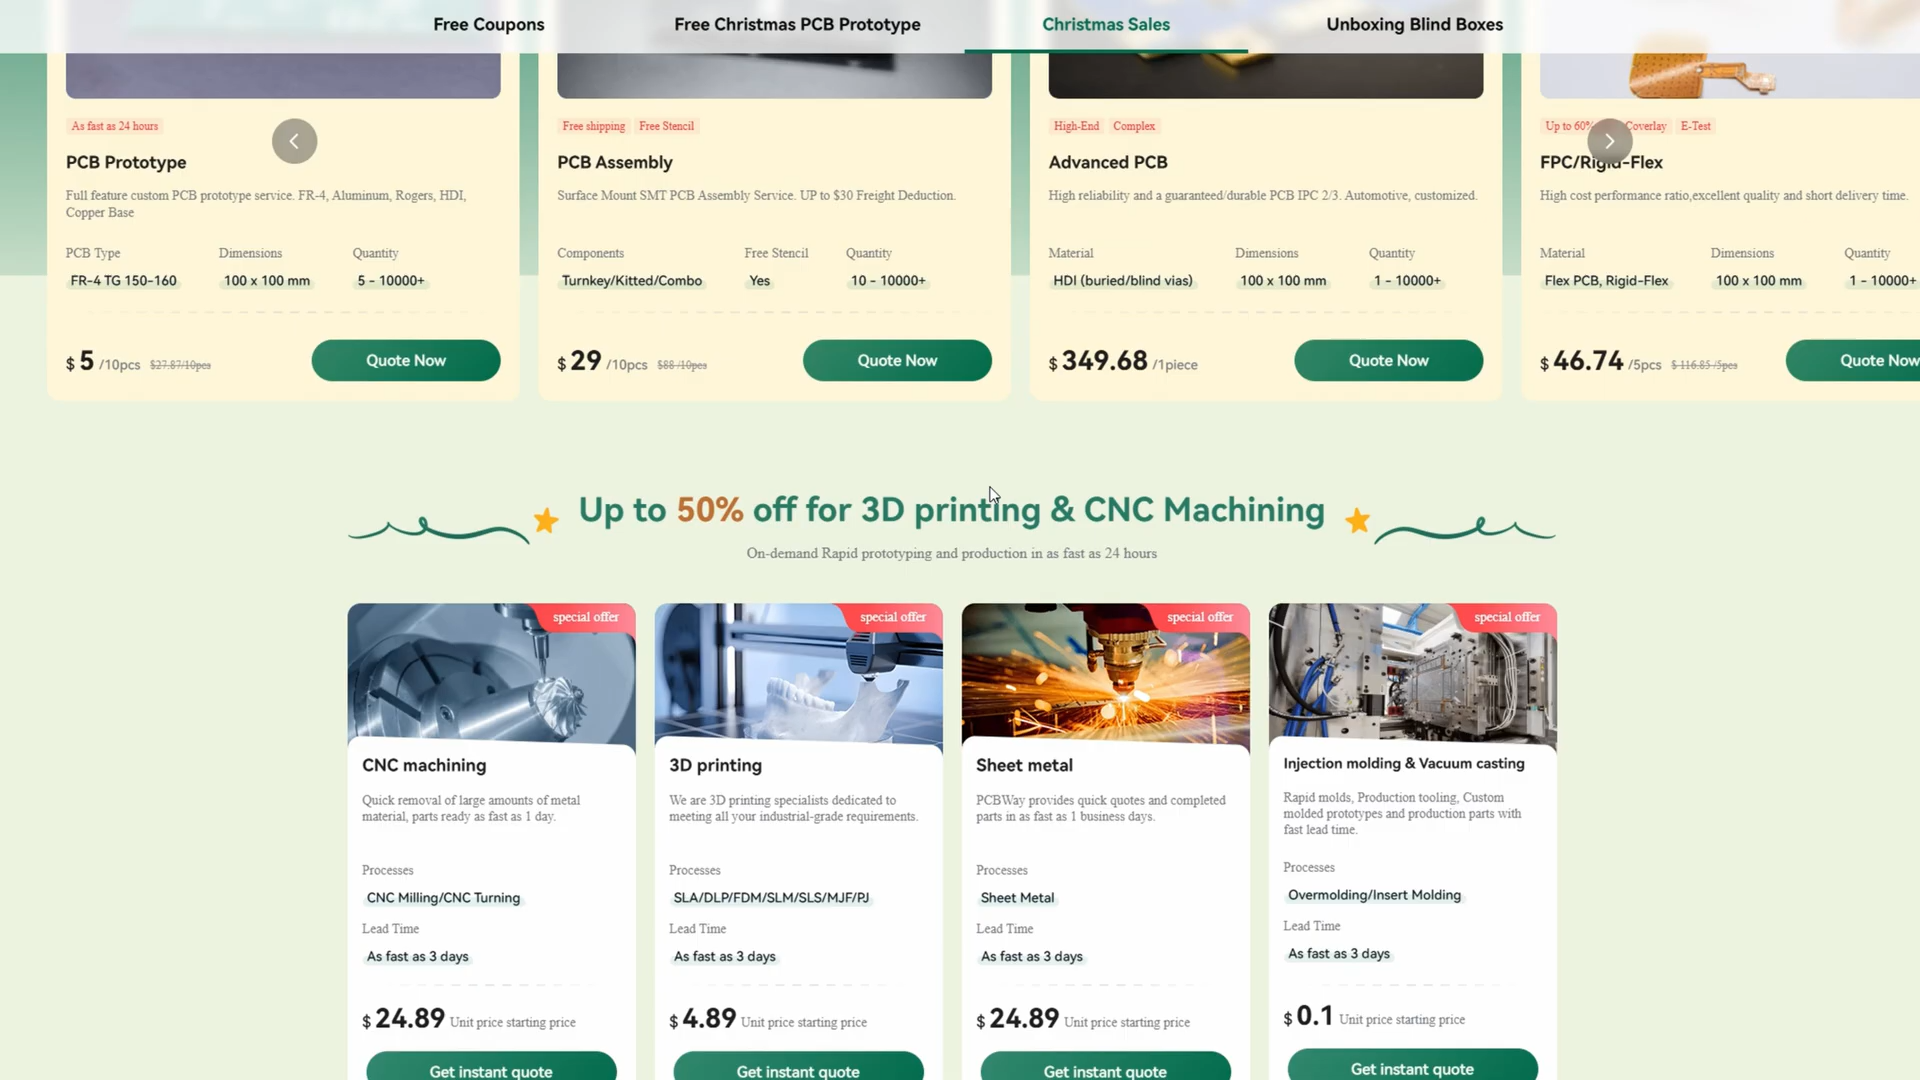 Free Coupons
Free Christmas PCB Prototype
Christmas Sales
Unboxing Blind Boxes
As fast as 24 hours
PCB Prototype
Full feature custom PCB prototype service. FR-4, Aluminum, Rogers, HDI,
Copper Base
PCB Type Dimensions Quantity
FR-4 TG 150-160 100 x 100 mm 5 - 10000+
$ 5 /10pcs $27.87/10pcs Quote Now
Free shipping Free Stencil
PCB Assembly
Surface Mount SMT PCB Assembly Service. UP to $30 Freight Deduction.
Components Free Stencil Quantity
Turnkey/Kitted/Combo Yes 10 - 10000+
$ 29 /10pcs $88 /10pcs Quote Now
High-End Complex
Advanced PCB
High reliability and a guaranteed/durable PCB IPC 2/3. Automotive, customized.
Material Dimensions Quantity
HDI (buried/blind vias) 100 x 100 mm 1 - 10000+
$ 349.68 /1piece Quote Now
Up to 60% Coverlay E-Test
FPC/Rigid-Flex
High cost performance ratio,excellent quality and short delivery time.
Material Dimensions Quantity
Flex PCB, Rigid-Flex 100 x 100 mm 1 - 10000+
$ 46.74 /5pcs $ 116.85 /5pcs Quote Now
Up to 50% off for 3D printing & CNC Machining
On-demand Rapid prototyping and production in as fast as 24 hours
special offer
CNC machining
Quick removal of large amounts of metal
material, parts ready as fast as 1 day.
Processes
CNC Milling/CNC Turning
Lead Time
As fast as 3 days
$ 24.89 Unit price starting price
Get instant quote
special offer
3D printing
We are 3D printing specialists dedicated to
meeting all your industrial-grade requirements.
Processes
SLA/DLP/FDM/SLM/SLS/MJF/PJ
Lead Time
As fast as 3 days
$ 4.89 Unit price starting price
Get instant quote
special offer
Sheet metal
PCBWay provides quick quotes and completed
parts in as fast as 1 business days.
Processes
Sheet Metal
Lead Time
As fast as 3 days
$ 24.89 Unit price starting price
Get instant quote
special offer
Injection molding & Vacuum casting
Rapid molds, Production tooling, Custom
molded prototypes and production parts with
fast lead time.
Processes
Overmolding/Insert Molding
Lead Time
As fast as 3 days
$ 0.1 Unit price starting price
Get instant quote